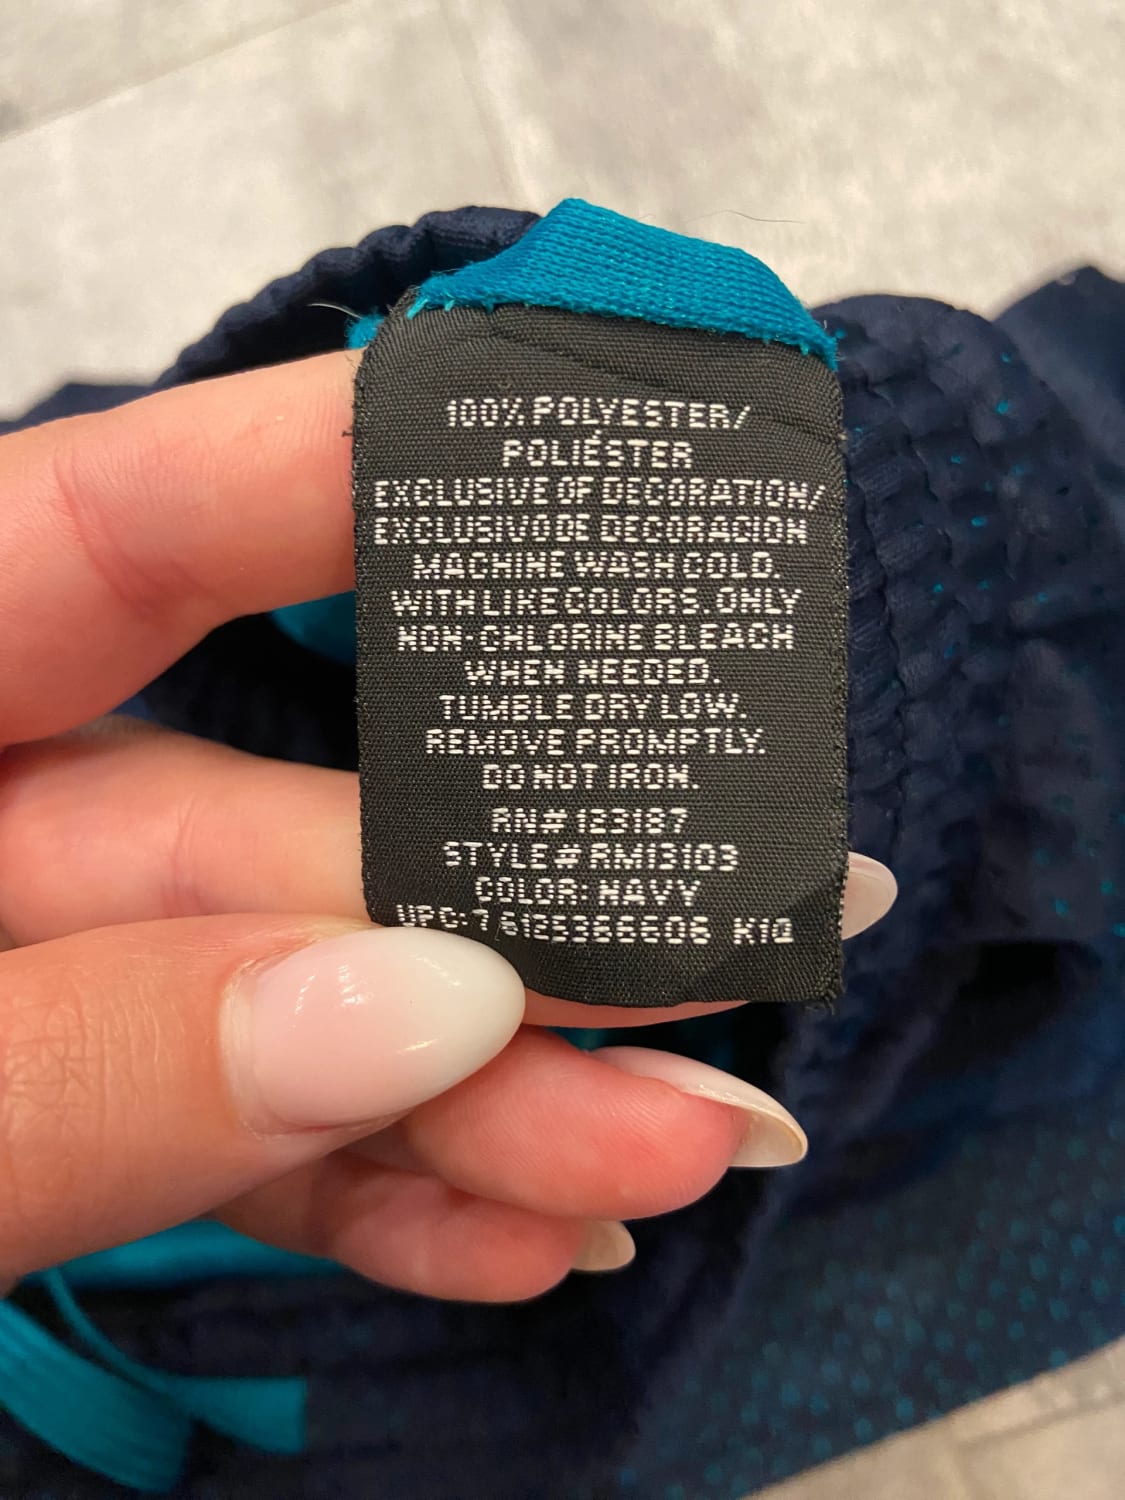 100% POLYESTER/
POLIÉSTER
EXCLUSIVE OF DECORATION/
EXCLUSIVO DE DECORACION
MACHINE WASH COLD.
WITH LIKE COLORS. ONLY
NON-CHLORINE BLEACH
WHEN NEEDED.
TUMBLE DRY LOW.
REMOVE PROMPTLY.
DO NOT IRON.
RN# 123187
STYLE# RM13103
COLOR: NAVY
UPC: